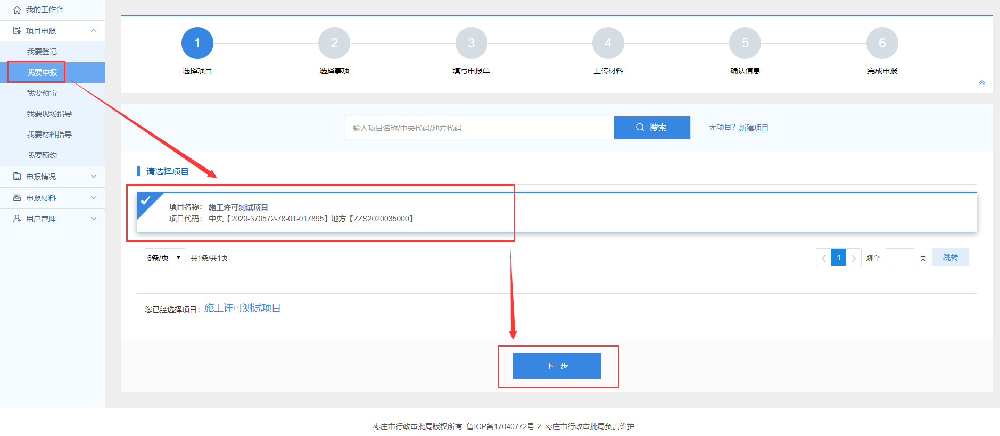 我的工作台
项目申报
我要登记
我要申报
我要预审
我要现场指导
我要材料指导
我要预约
申报情况
申报材料
用户管理
1
2
3
4
5
6
选择项目
选择事项
填写申报单
上传材料
确认信息
完成申报
输入项目名称/中央代码/地方代码
搜索
无项目？新建项目
请选择项目
项目名称： 施工许可测试项目
项目代码： 中央【2020-370572-78-01-017895】地方【ZZS2020035000】
6条/页 ▼ 共1条/共1页
1 跳至 页 跳转
您已经选择项目：施工许可测试项目
下一步
枣庄市行政审批局版权所有 鲁ICP备17040772号-2 枣庄市行政审批局负责维护